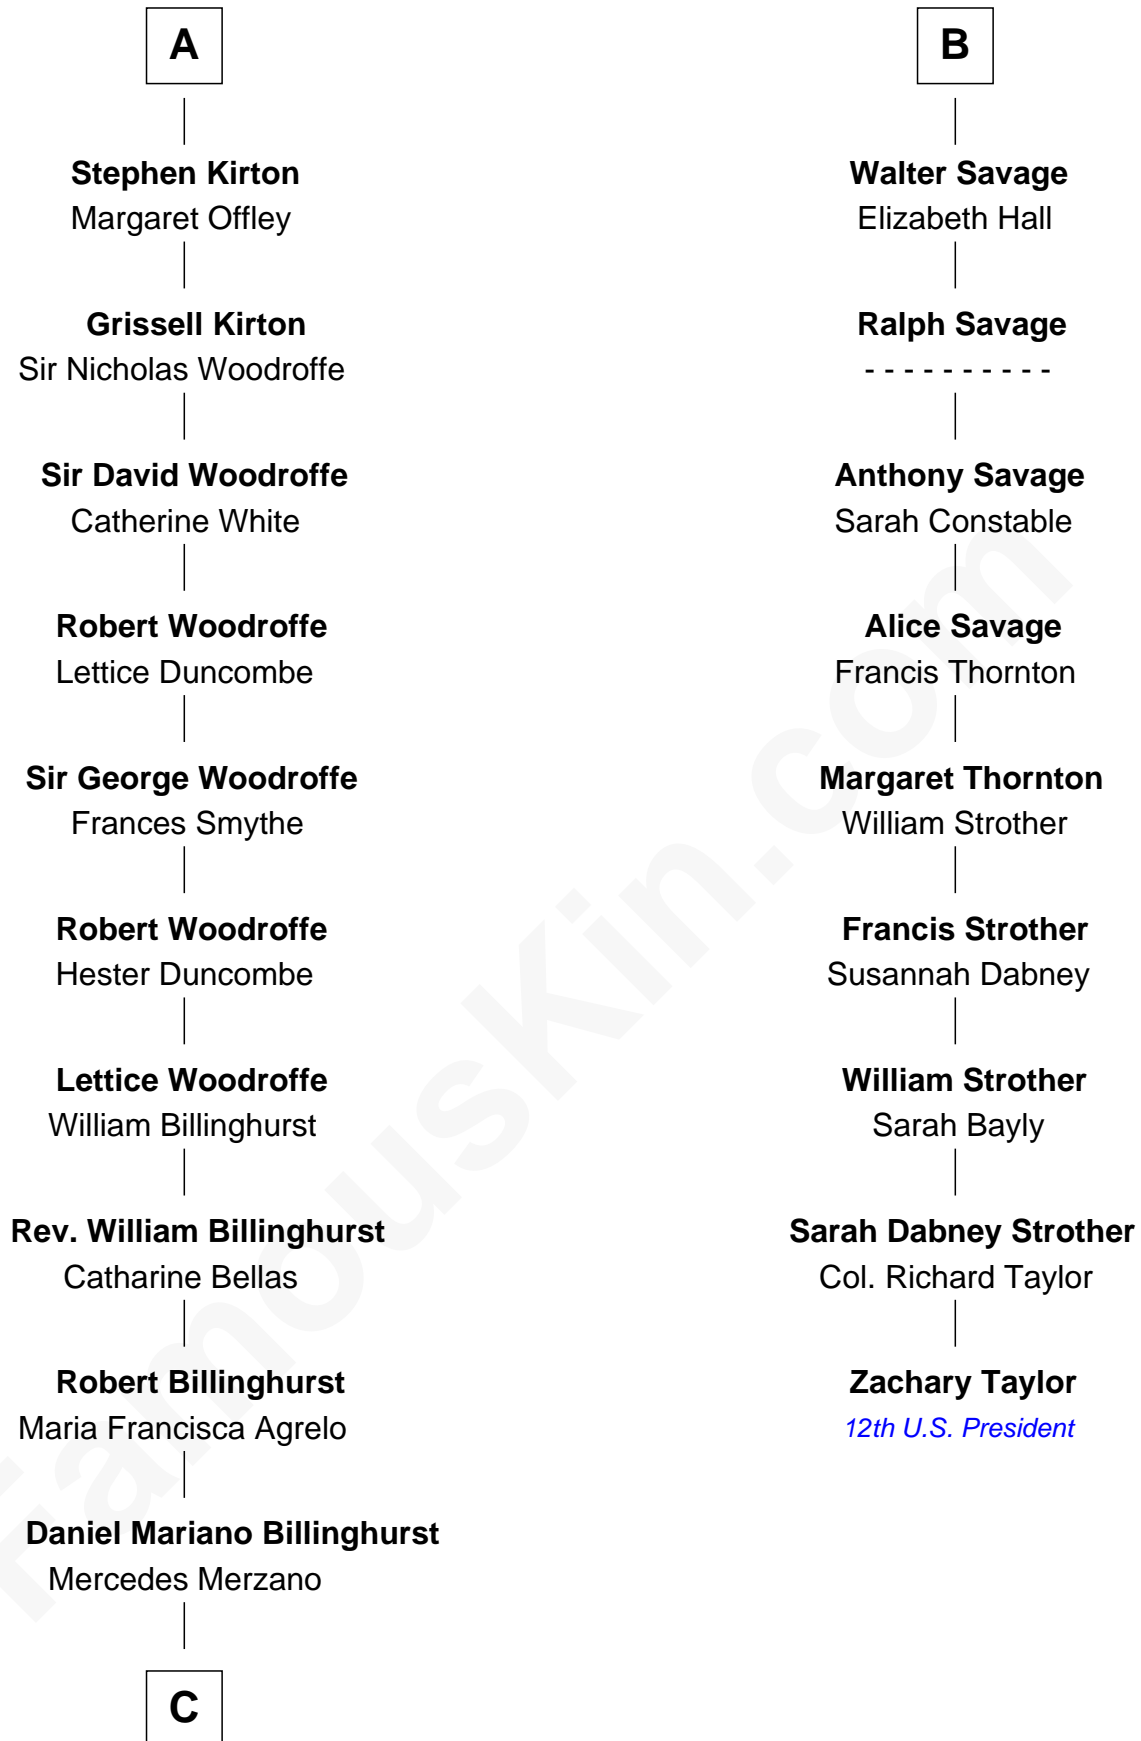 A
Stephen Kirton
Margaret Offley
Grissell Kirton
Sir Nicholas Woodroffe
Sir David Woodroffe
Catherine White
Robert Woodroffe
Lettice Duncombe
Sir George Woodroffe
Frances Smythe
Robert Woodroffe
Hester Duncombe
Lettice Woodroffe
William Billinghurst
Rev. William Billinghurst
Catharine Bellas
Robert Billinghurst
Maria Francisca Agrelo
Daniel Mariano Billinghurst
Mercedes Merzano
C
B
Walter Savage
Elizabeth Hall
Ralph Savage
- - - - - - - - - -
Anthony Savage
Sarah Constable
Alice Savage
Francis Thornton
Margaret Thornton
William Strother
Francis Strother
Susannah Dabney
William Strother
Sarah Bayly
Sarah Dabney Strother
Col. Richard Taylor
Zachary Taylor
12th U.S. President
FamousKin.com